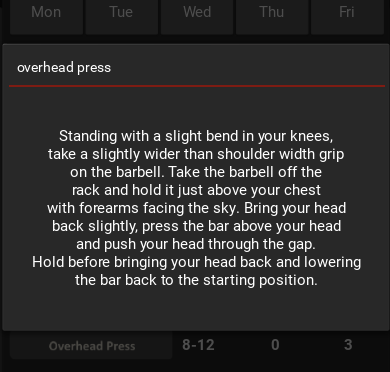 Mon Tue Wed Thu Fri
overhead press
Standing with a slight bend in your knees,
take a slightly wider than shoulder width grip
on the barbell. Take the barbell off the
rack and hold it just above your chest
with forearms facing the sky. Bring your head
back slightly, press the bar above your head
and push your head through the gap.
Hold before bringing your head back and lowering
the bar back to the starting position.
Overhead Press 8-12 0 3